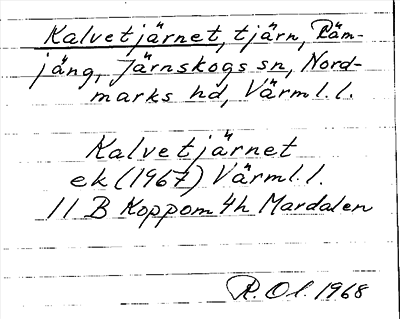 Kalvetjärnet, tjärn, Räm-
jäng, Järnskogs sn, Nord-
marks hd, Värml. l.
Kalvetjärnet
ek (1967) Värml. l.
11 B Koppom 4h Mardalen
R. Ol. 1968